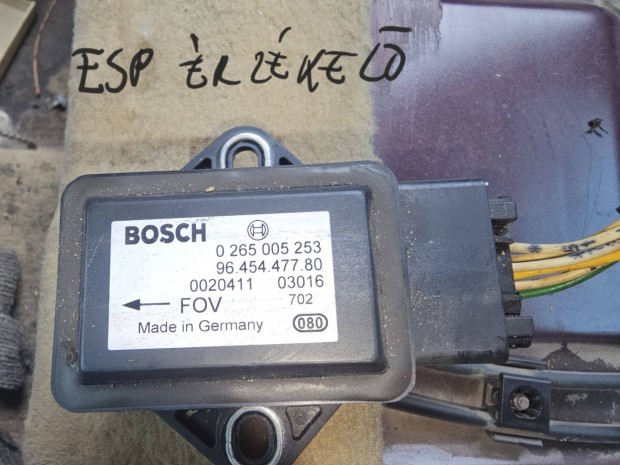 ESP ÉRZÉKELŐ
BOSCH
0 265 005 253
96.454.477.80
0020411 03016
FOV 702
Made in Germany 080